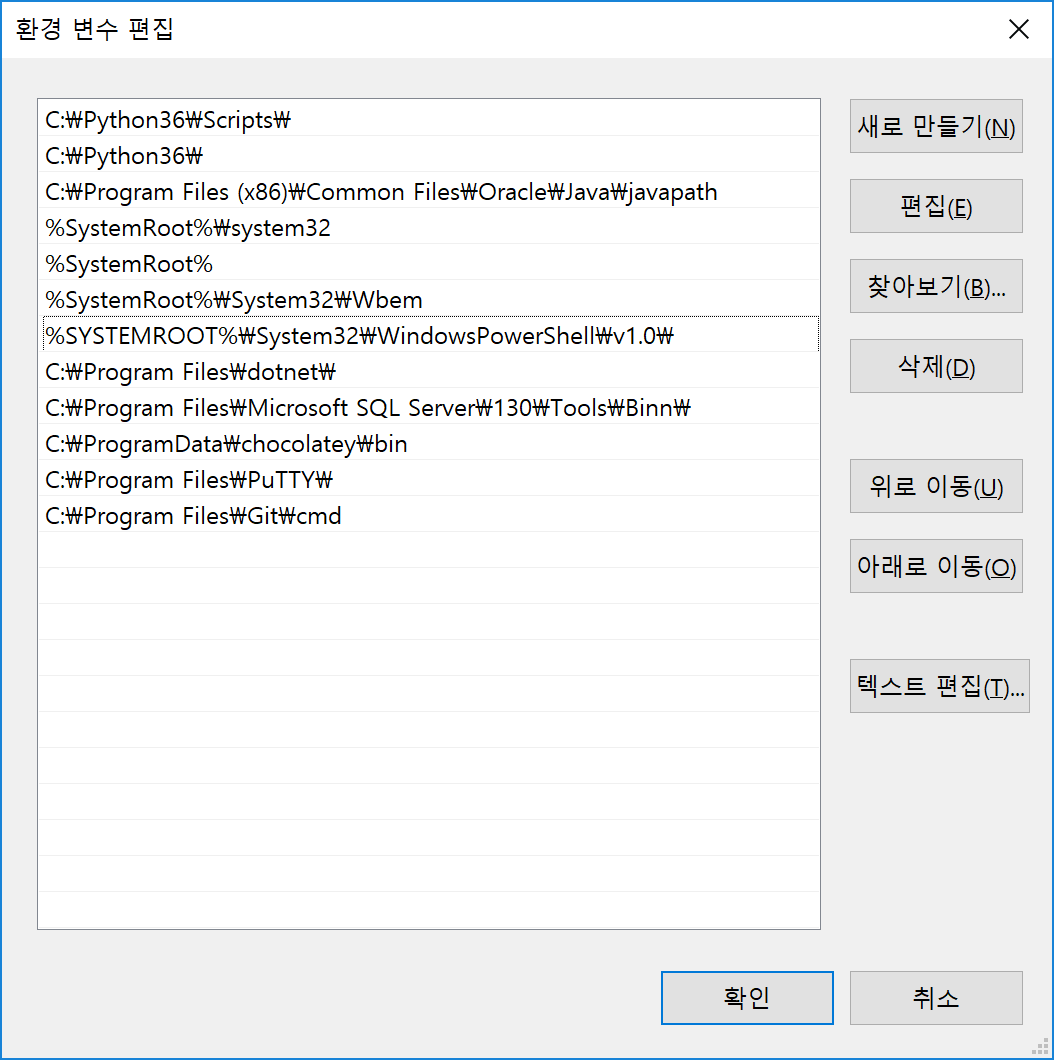 환경 변수 편집
C:₩Python36₩Scripts₩
C:₩Python36₩
C:₩Program Files (x86)₩Common Files₩Oracle₩Java₩javapath
%SystemRoot%₩system32
%SystemRoot%
%SystemRoot%₩System32₩Wbem
%SYSTEMROOT%₩System32₩WindowsPowerShell₩v1.0₩
C:₩Program Files₩dotnet₩
C:₩Program Files₩Microsoft SQL Server₩130₩Tools₩Binn₩
C:₩ProgramData₩chocolatey₩bin
C:₩Program Files₩PuTTY₩
C:₩Program Files₩Git₩cmd
새로 만들기(N)
편집(E)
찾아보기(B)...
삭제(D)
위로 이동(U)
아래로 이동(O)
텍스트 편집(T)...
확인
취소